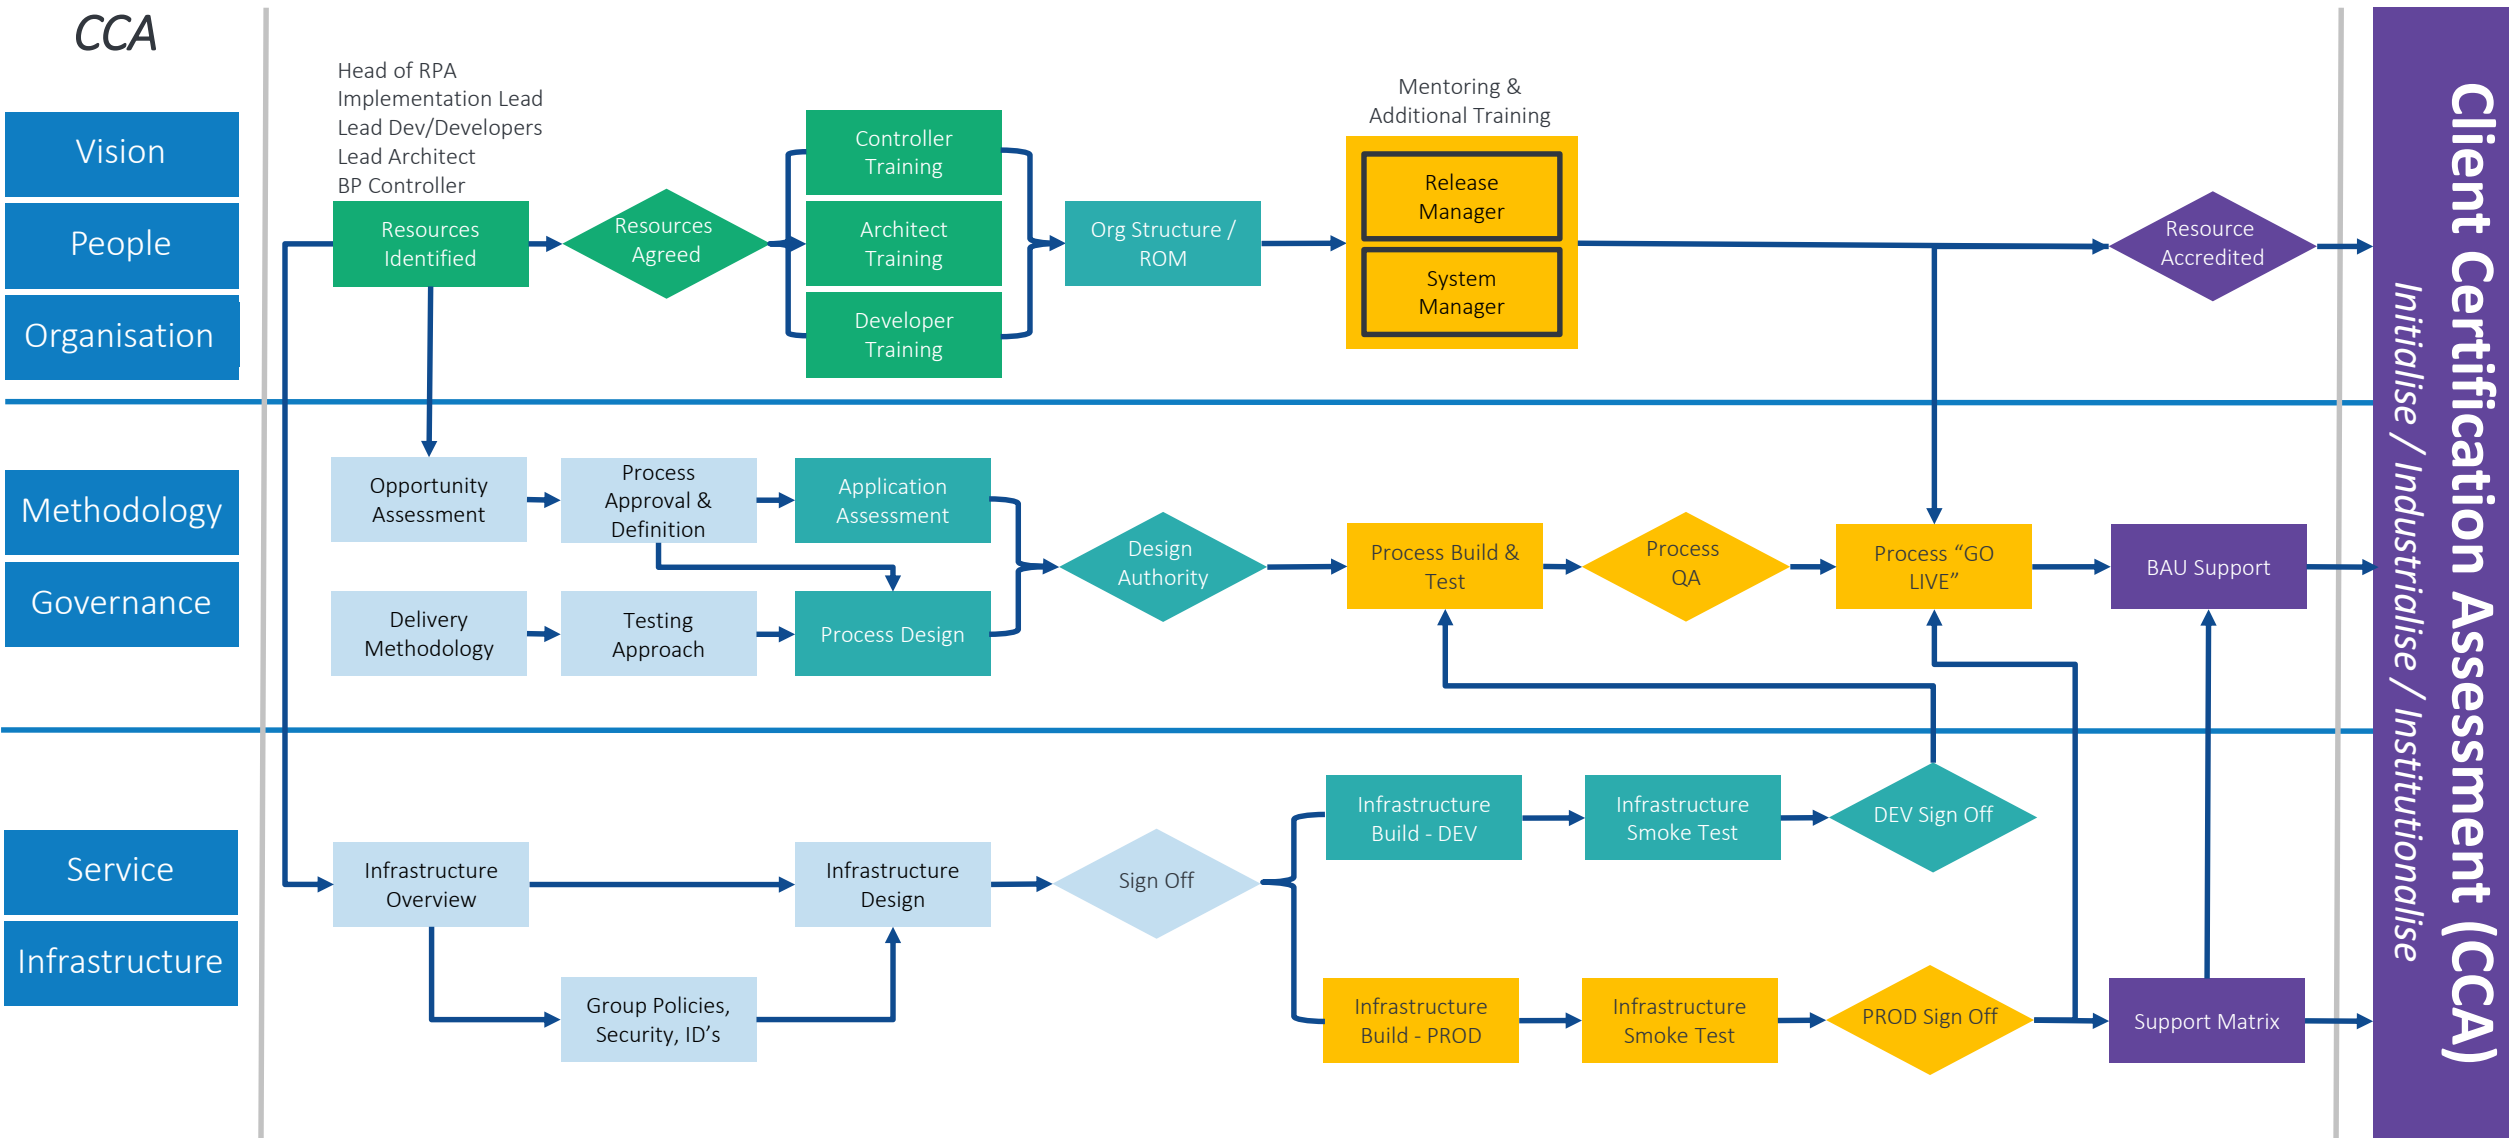 CCA
Vision
People
Organisation
Methodology
Governance
Service
Infrastructure
Head of RPA
Implementation Lead
Lead Dev/Developers
Lead Architect
BP Controller
Resources
Identified
Resources
Agreed
Controller
Training
Architect
Training
Developer
Training
Org Structure /
ROM
Mentoring &
Additional Training
Release
Manager
System
Manager
Resource
Accredited
Opportunity
Assessment
Process
Approval &
Definition
Application
Assessment
Delivery
Methodology
Testing
Approach
Process Design
Design
Authority
Process Build &
Test
Process
QA
Process “GO
LIVE”
BAU Support
Infrastructure
Overview
Group Policies,
Security, ID’s
Infrastructure
Design
Sign Off
Infrastructure
Build - DEV
Infrastructure
Smoke Test
DEV Sign Off
Infrastructure
Build - PROD
Infrastructure
Smoke Test
PROD Sign Off
Support Matrix
Client Certification Assessment (CCA)
Initialise / Industrialise / Institutionalise